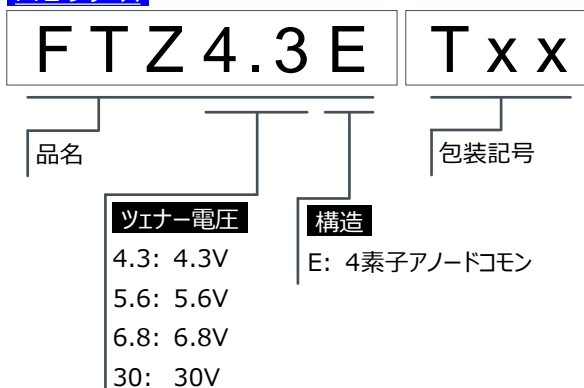 FTZ4.3E Txx
品名
包装記号
ツェナー電圧
4.3: 4.3V
5.6: 5.6V
6.8: 6.8V
30: 30V
構造
E: 4素子アノードコモン